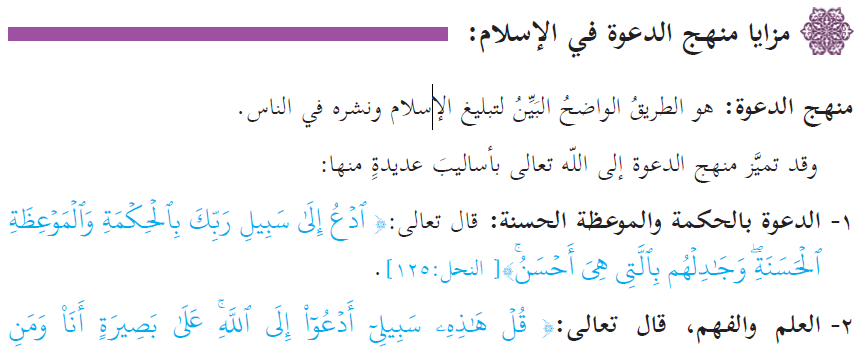 مزايا منهج الدعوة في الإسلام:
منهج الدعوة: هو الطريقُ الواضحُ البَيِّنُ لتبليغ الإسلام ونشره في الناس.
وقد تميَّز منهج الدعوة إلى اللّه تعالى بأساليبَ عديدةٍ منها:
١- الدعوة بالحكمة والموعظة الحسنة: قال تعالى:﴿ ٱدْعُ إِلَىٰ سَبِيلِ رَبِّكَ بِٱلْحِكْمَةِ وَٱلْمَوْعِظَةِ
ٱلْحَسَنَةِۖ وَجَـٰدِلْهُم بِٱلَّتِى هِىَ أَحْسَنُۚ ﴾[ النحل:١٢٥] .
٢- العلم والفهم، قال تعالى:﴿ قُلْ هَـٰذِهِۦ سَبِيلِىٓ أَدْعُوٓا۟ إِلَى ٱللَّهِۚ عَلَىٰ بَصِيرَةٍ أَنَا۠ وَمَنِ